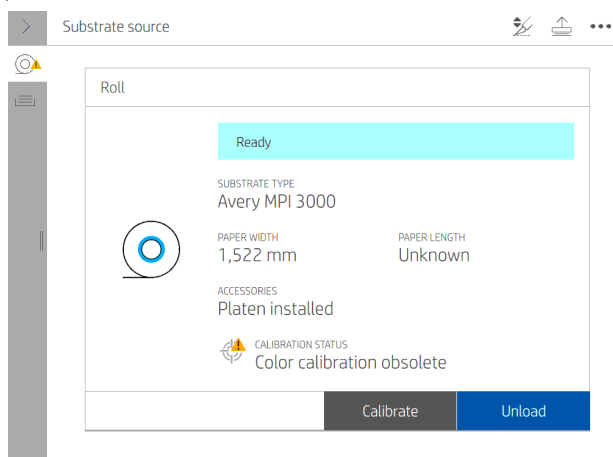 Substrate source
Roll
Ready
SUBSTRATE TYPE
Avery MPI 3000
PAPER WIDTH
PAPER LENGTH
1,522 mm
Unknown
ACCESSORIES
Platen installed
CALIBRATION STATUS
Color calibration obsolete
Calibrate
Unload